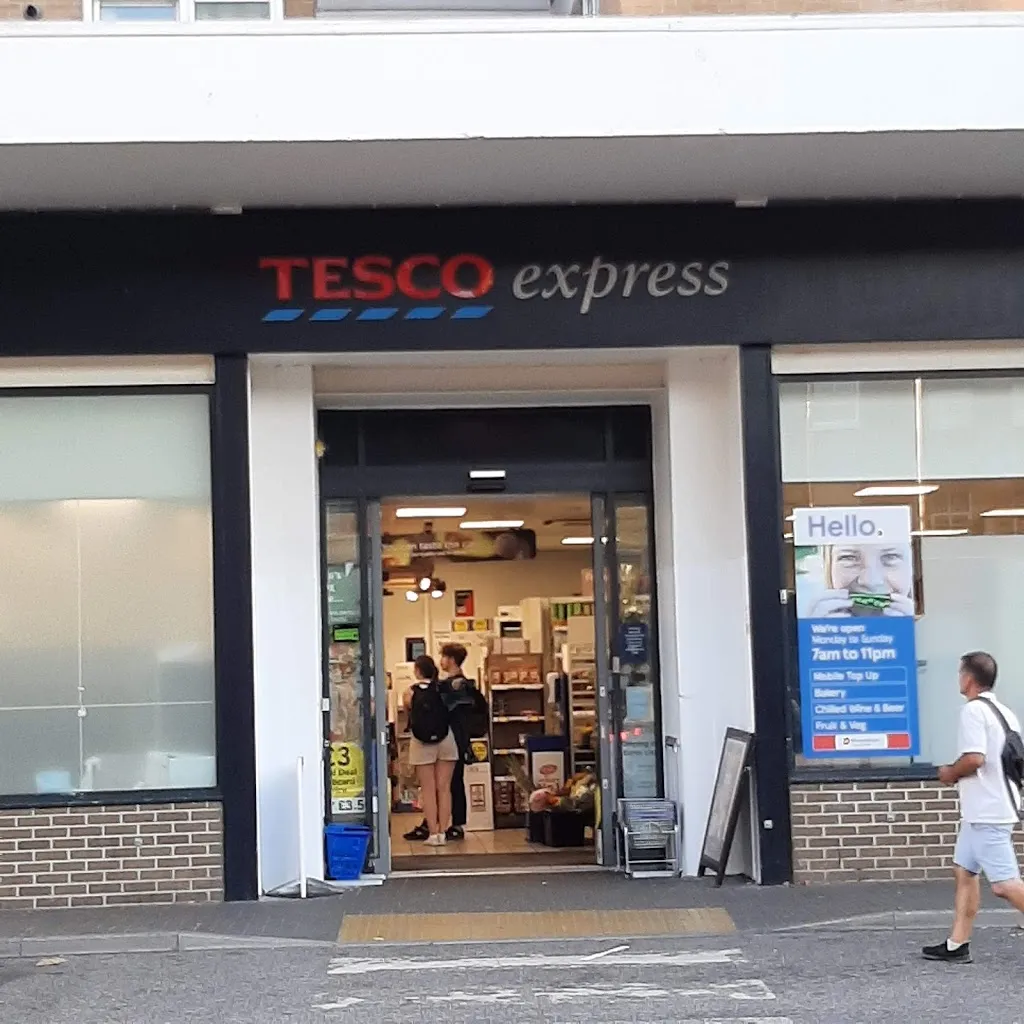 TESCO express
Hello.
We're open
Monday to Sunday
7am to 11pm
Mobile Top Up
Bakery
Chilled Wine & Beer
Fruit & Veg
£3
Deal